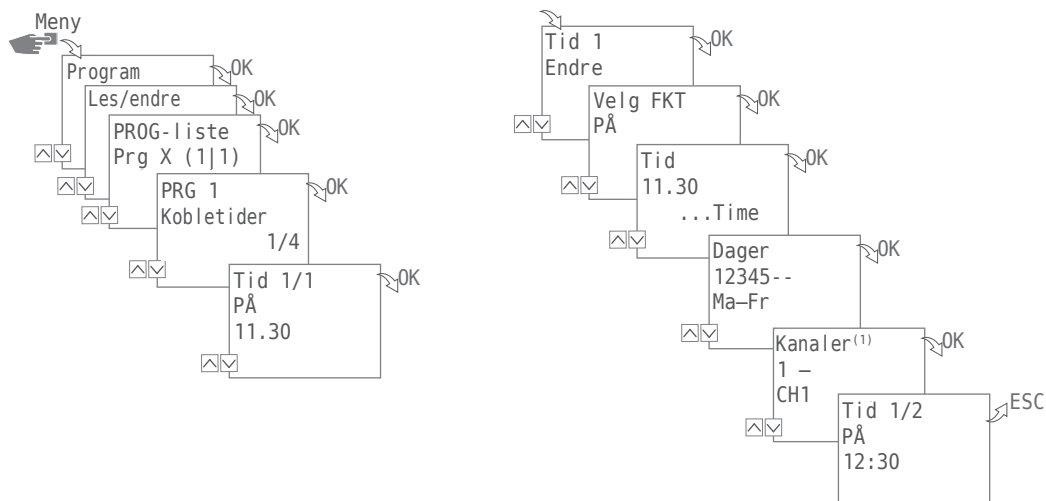 Meny
Program
OK
Les/endre
OK
PROG-liste
Prg X (1|1)
OK
PRG 1
Kobletider
1/4
OK
Tid 1/1
PÅ
11.30
OK
Tid 1
Endre
OK
Velg FKT
PÅ
OK
Tid
11.30
...Time
OK
Dager
12345--
Ma–Fr
OK
Kanaler(1)
1 –
CH1
OK
Tid 1/2
PÅ
12:30
ESC